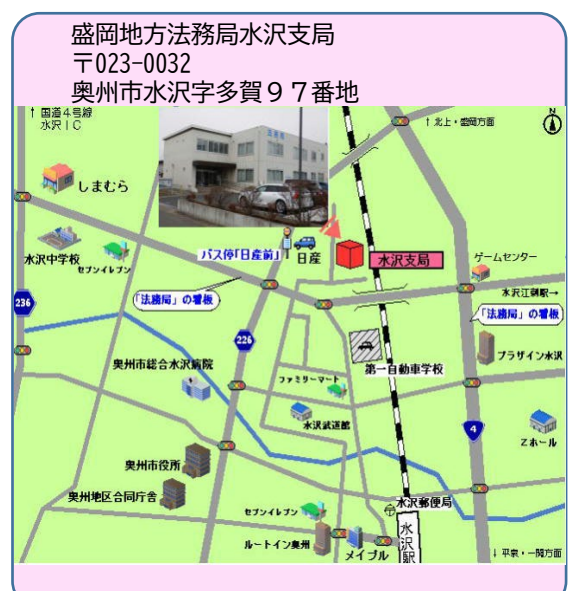 盛岡地方法務局水沢支局
〒023-0032
奥州市水沢字多賀９７番地
↑国道４号線
水沢ＩＣ
↑北上・盛岡方面
N
しまむら
水沢中学校
セブンイレブン
バス停「日産前」
日産
水沢支局
ゲームセンター
水沢江刺駅→
「法務局」の看板
「法務局」の看板
236
226
第一自動車学校
プラザイン水沢
奥州市総合水沢病院
ファミリーマート
水沢武道館
4
Ｚホール
奥州市役所
奥州地区合同庁舎
水沢郵便局
セブンイレブン
ルートイン奥州
メイプル
水沢駅
↓平泉・一関方面